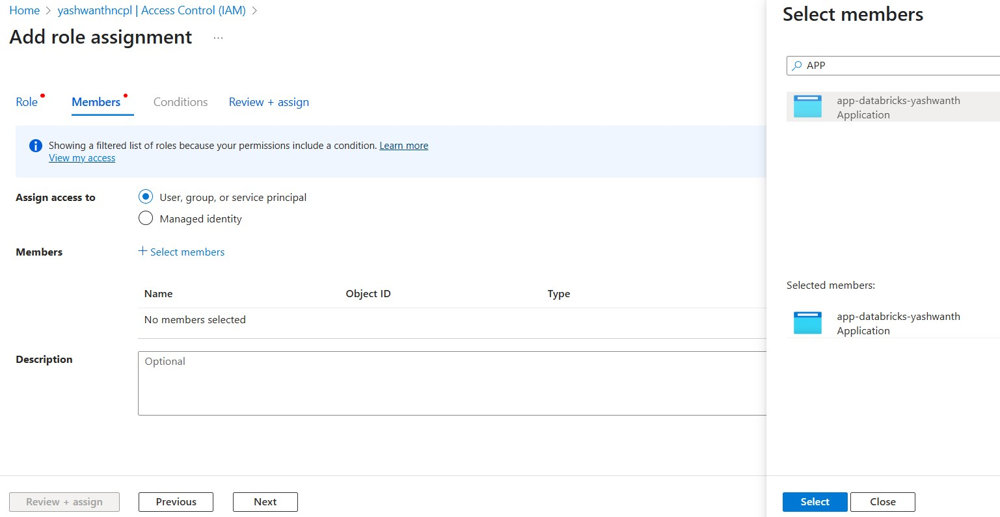 Home > yashwanthncpl | Access Control (IAM) >
Add role assignment ...
Role
Members
Conditions
Review + assign
Showing a filtered list of roles because your permissions include a condition. Learn more
View my access
Assign access to
User, group, or service principal
Managed identity
Members
+ Select members
Name Object ID Type
No members selected
Description
Optional
Review + assign
Previous
Next
Select members
APP
app-databricks-yashwanth
Application
Selected members:
app-databricks-yashwanth
Application
Select
Close